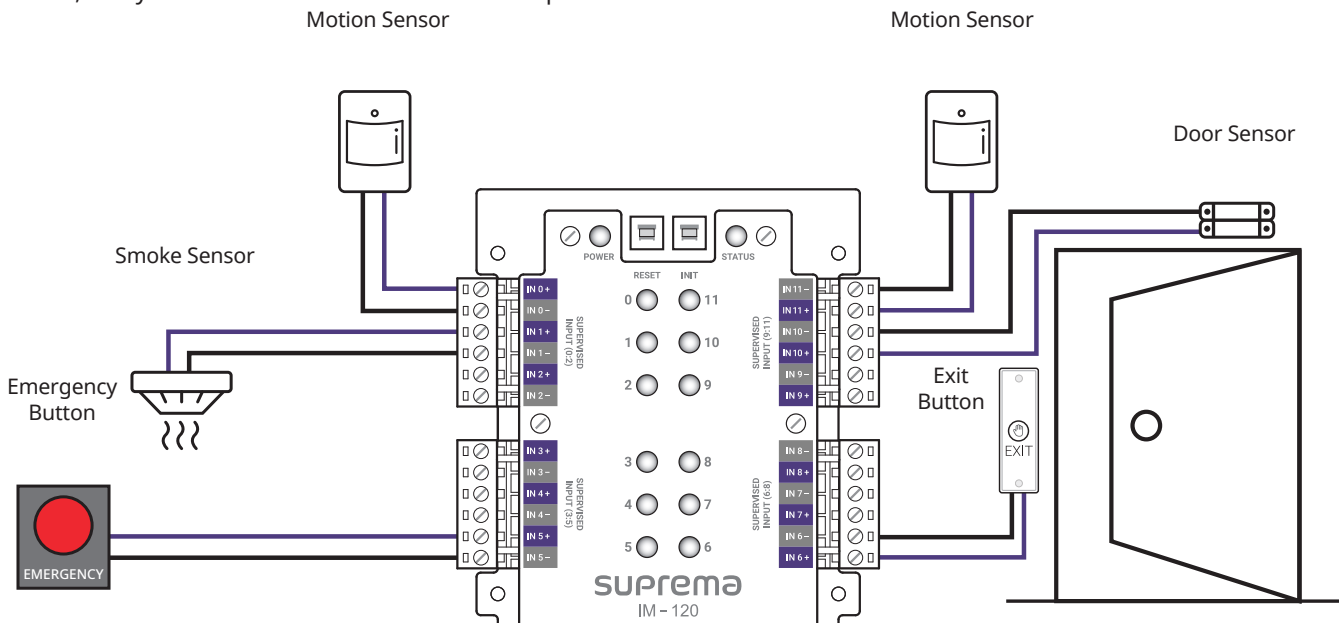 Motion Sensor
Motion Sensor
Door Sensor
Smoke Sensor
Emergency
Button
EMERGENCY
Exit
Button
EXIT
POWER
STATUS
RESET
INIT
0
11
1
10
2
9
3
8
4
7
5
6
IN 0 +
IN 0 –
IN 1 +
IN 1 –
IN 2 +
IN 2 –
SUPERVISED
INPUT (0:2)
IN 3 +
IN 3 –
IN 4 +
IN 4 –
IN 5 +
IN 5 –
SUPERVISED
INPUT (3:5)
IN 11 –
IN 11 +
IN 10 –
IN 10 +
IN 9 –
IN 9 +
SUPERVISED
INPUT (9:11)
IN 8 –
IN 8 +
IN 7 –
IN 7 +
IN 6 –
IN 6 +
SUPERVISED
INPUT (6:8)
suprema
IM – 120